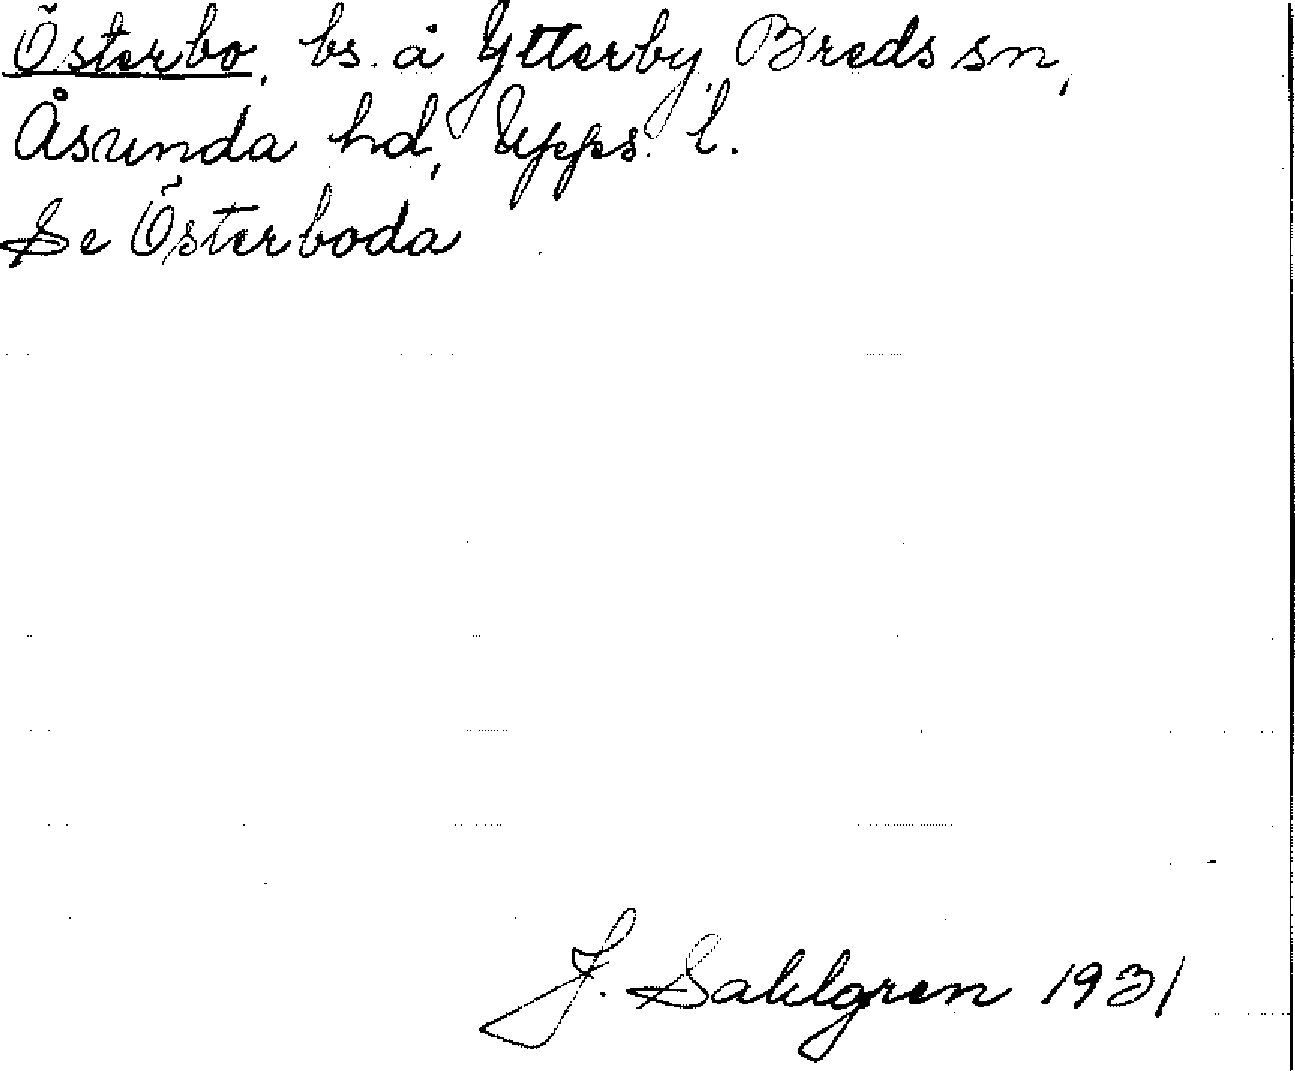 Österbo, bs. å Ytterby, Breds sn,
Åsunda hd, Upps. l.
Se Österboda
J. Sahlgren 1931